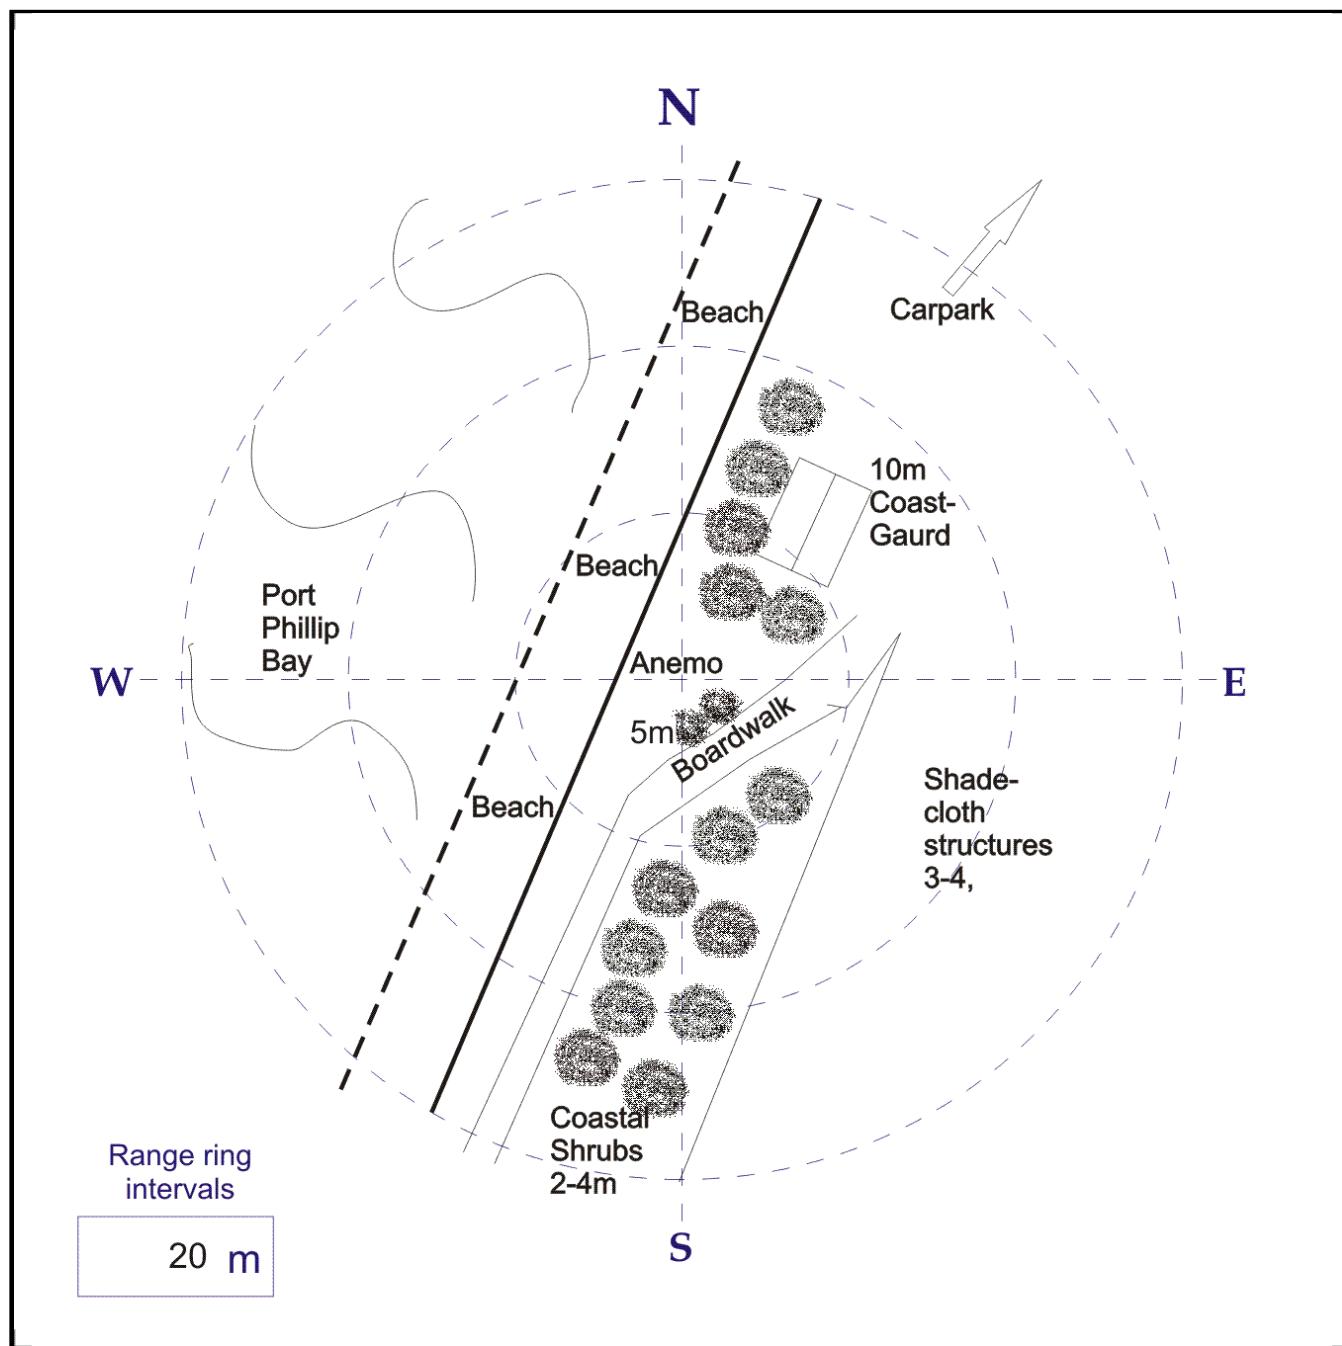 N
Beach
Carpark
10m
Coast-
Gaurd
Beach
Port
Phillip
Bay
Anemo
W
E
5m
Boardwalk
Beach
Shade-
cloth
structures
3-4,
Coastal
Shrubs
2-4m
Range ring
intervals
20 m
S